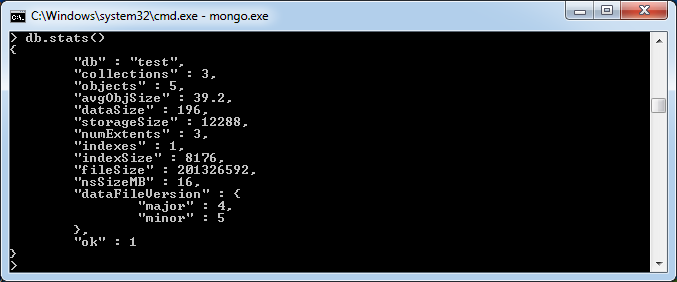 C:\Windows\system32\cmd.exe - mongo.exe
> db.stats()
{
        "db" : "test",
        "collections" : 3,
        "objects" : 5,
        "avgObjSize" : 39.2,
        "dataSize" : 196,
        "storageSize" : 12288,
        "numExtents" : 3,
        "indexes" : 1,
        "indexSize" : 8176,
        "fileSize" : 201326592,
        "nsSizeMB" : 16,
        "dataFileVersion" : {
                "major" : 4,
                "minor" : 5
        },
        "ok" : 1
}
>